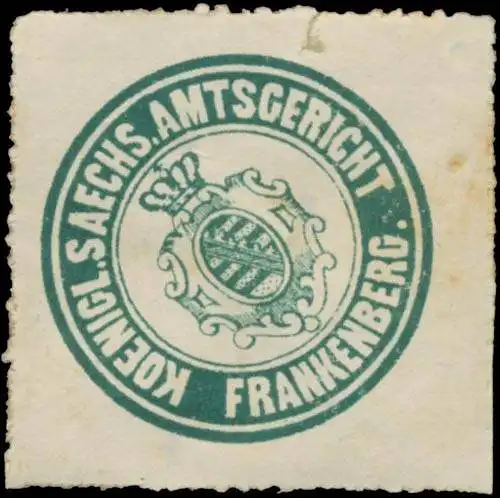 KOENIGL. SAECHS. AMTSGERICHT
FRANKENBERG.